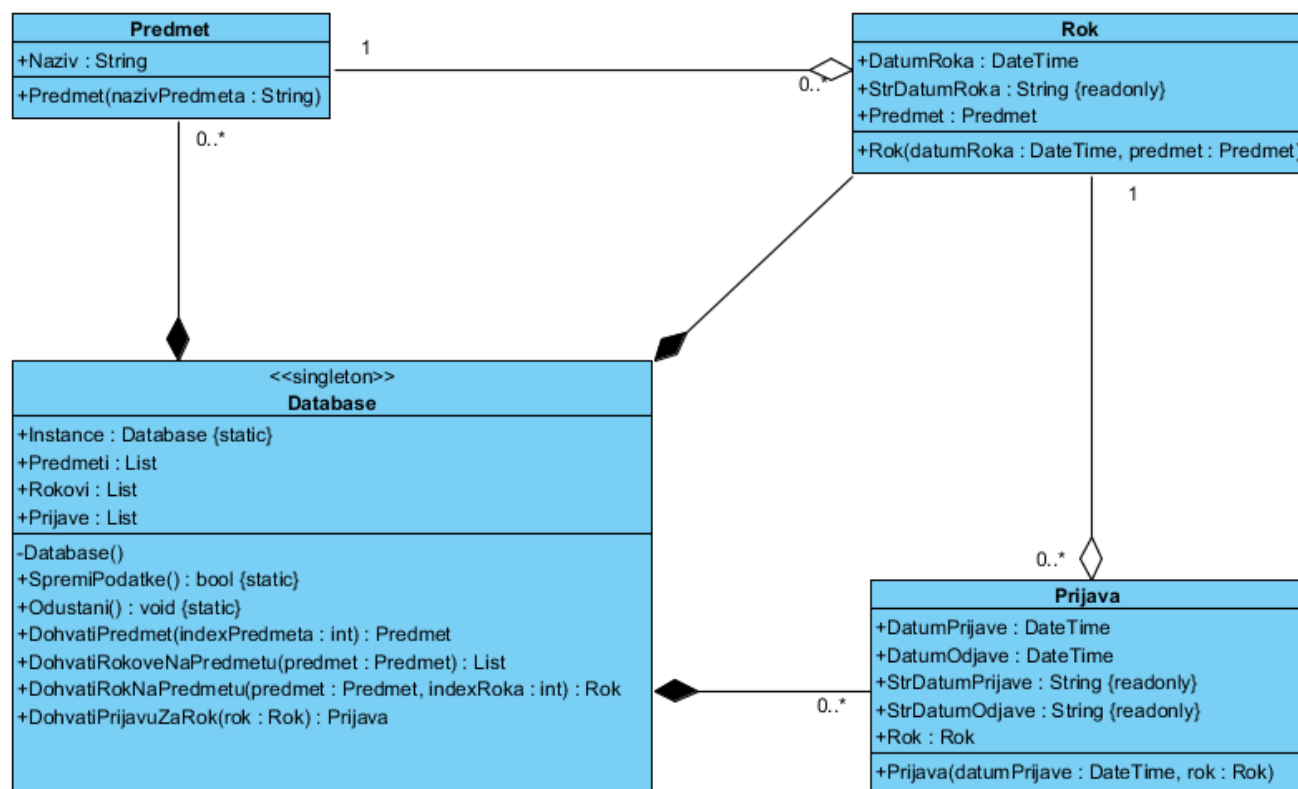 Predmet
+Naziv : String
+Predmet(nazivPredmeta : String)
1
0..*
Rok
+DatumRoka : DateTime
+StrDatumRoka : String {readonly}
+Predmet : Predmet
+Rok(datumRoka : DateTime, predmet : Predmet)
0..*
1
<<singleton>>
Database
+Instance : Database {static}
+Predmeti : List
+Rokovi : List
+Prijave : List
-Database()
+SpremiPodatke() : bool {static}
+Odustani() : void {static}
+DohvatiPredmet(indexPredmeta : int) : Predmet
+DohvatiRokoveNaPredmetu(predmet : Predmet) : List
+DohvatiRokNaPredmetu(predmet : Predmet, indexRoka : int) : Rok
+DohvatiPrijavuZaRok(rok : Rok) : Prijava
0..*
0..*
Prijava
+DatumPrijave : DateTime
+DatumOdjave : DateTime
+StrDatumPrijave : String {readonly}
+StrDatumOdjave : String {readonly}
+Rok : Rok
+Prijava(datumPrijave : DateTime, rok : Rok)